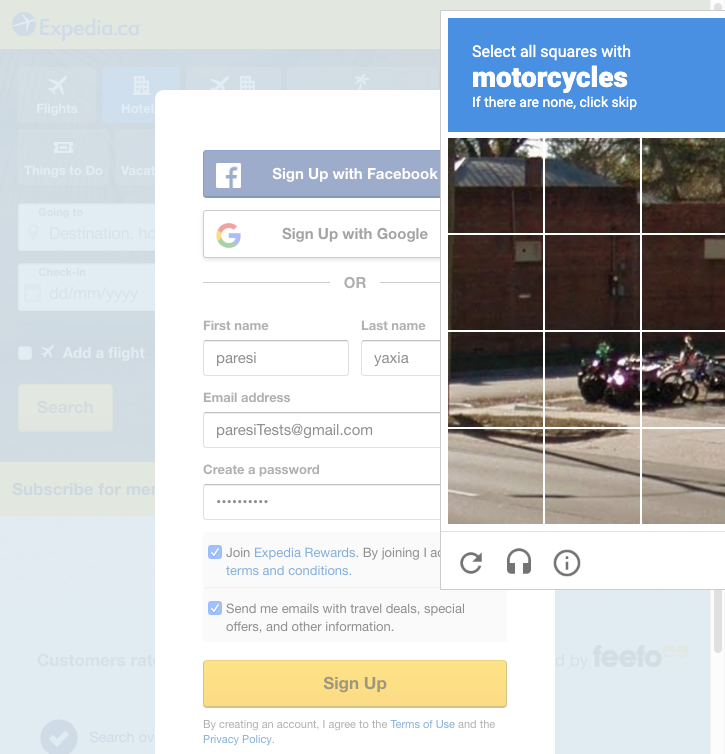 Expedia.ca
Select all squares with
motorcycles
If there are none, click skip
Flights
Hotel
Things to Do
Vacat
Going to
Destination, ho
Check-in
dd/mm/yyyy
Add a flight
Search
Subscribe for mer
Sign Up with Facebook
Sign Up with Google
OR
First name
Last name
paresi
yaxia
Email address
paresiTests@gmail.com
Create a password
••••••••••
Join Expedia Rewards. By joining I ac
terms and conditions.
Send me emails with travel deals, special
offers, and other information.
Sign Up
By creating an account, I agree to the Terms of Use and the
Privacy Policy.
Customers rat
d by feefo
Search ov